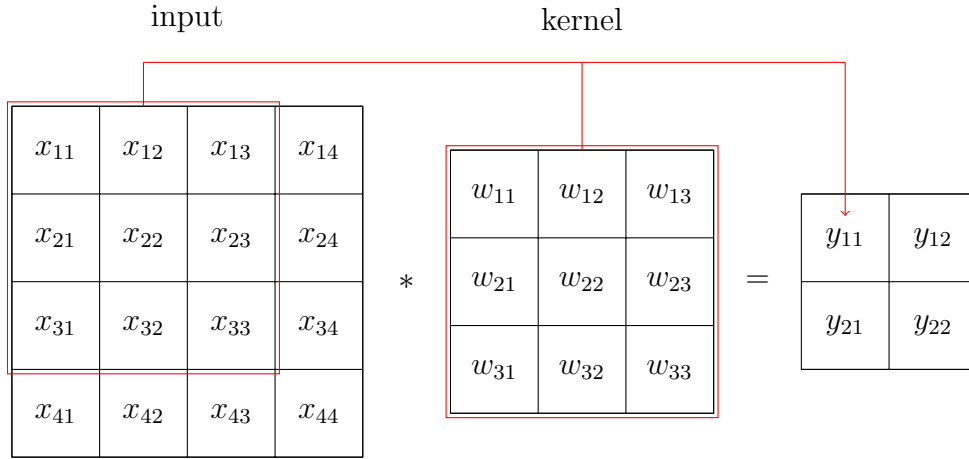 input kernel
x₁₁ x₁₂ x₁₃ x₁₄
w₁₁ w₁₂ w₁₃
x₂₁ x₂₂ x₂₃ x₂₄ y₁₁ y₁₂
* w₂₁ w₂₂ w₂₃ =
x₃₁ x₃₂ x₃₃ x₃₄ y₂₁ y₂₂
w₃₁ w₃₂ w₃₃
x₄₁ x₄₂ x₄₃ x₄₄